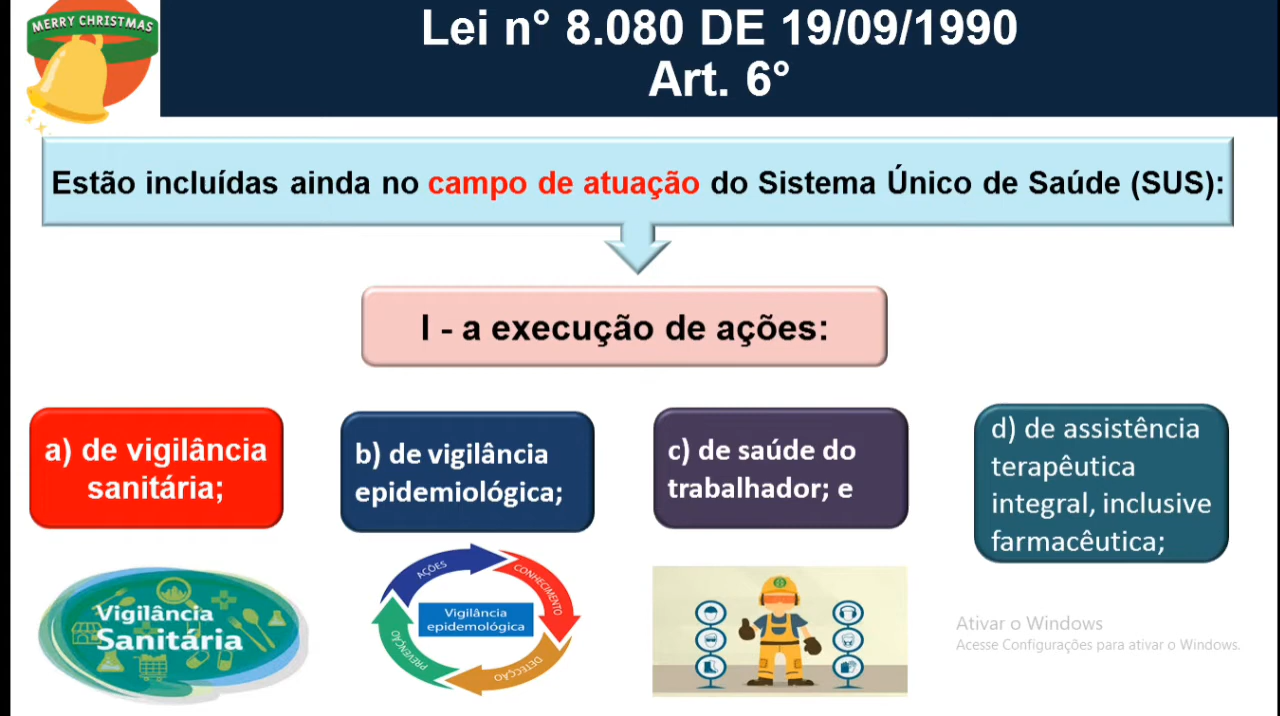 MERRY CHRISTMAS
Lei n° 8.080 DE 19/09/1990
Art. 6°
Estão incluídas ainda no campo de atuação do Sistema Único de Saúde (SUS):
I - a execução de ações:
a) de vigilância
sanitária;
b) de vigilância
epidemiológica;
c) de saúde do
trabalhador; e
d) de assistência
terapêutica
integral, inclusive
farmacêutica;
Vigilância
Sanitária
AÇÕES
CONHECIMENTO
Vigilância
epidemológica
PREVENÇÃO
DETECÇÃO
Ativar o Windows
Acesse Configurações para ativar o Windows.